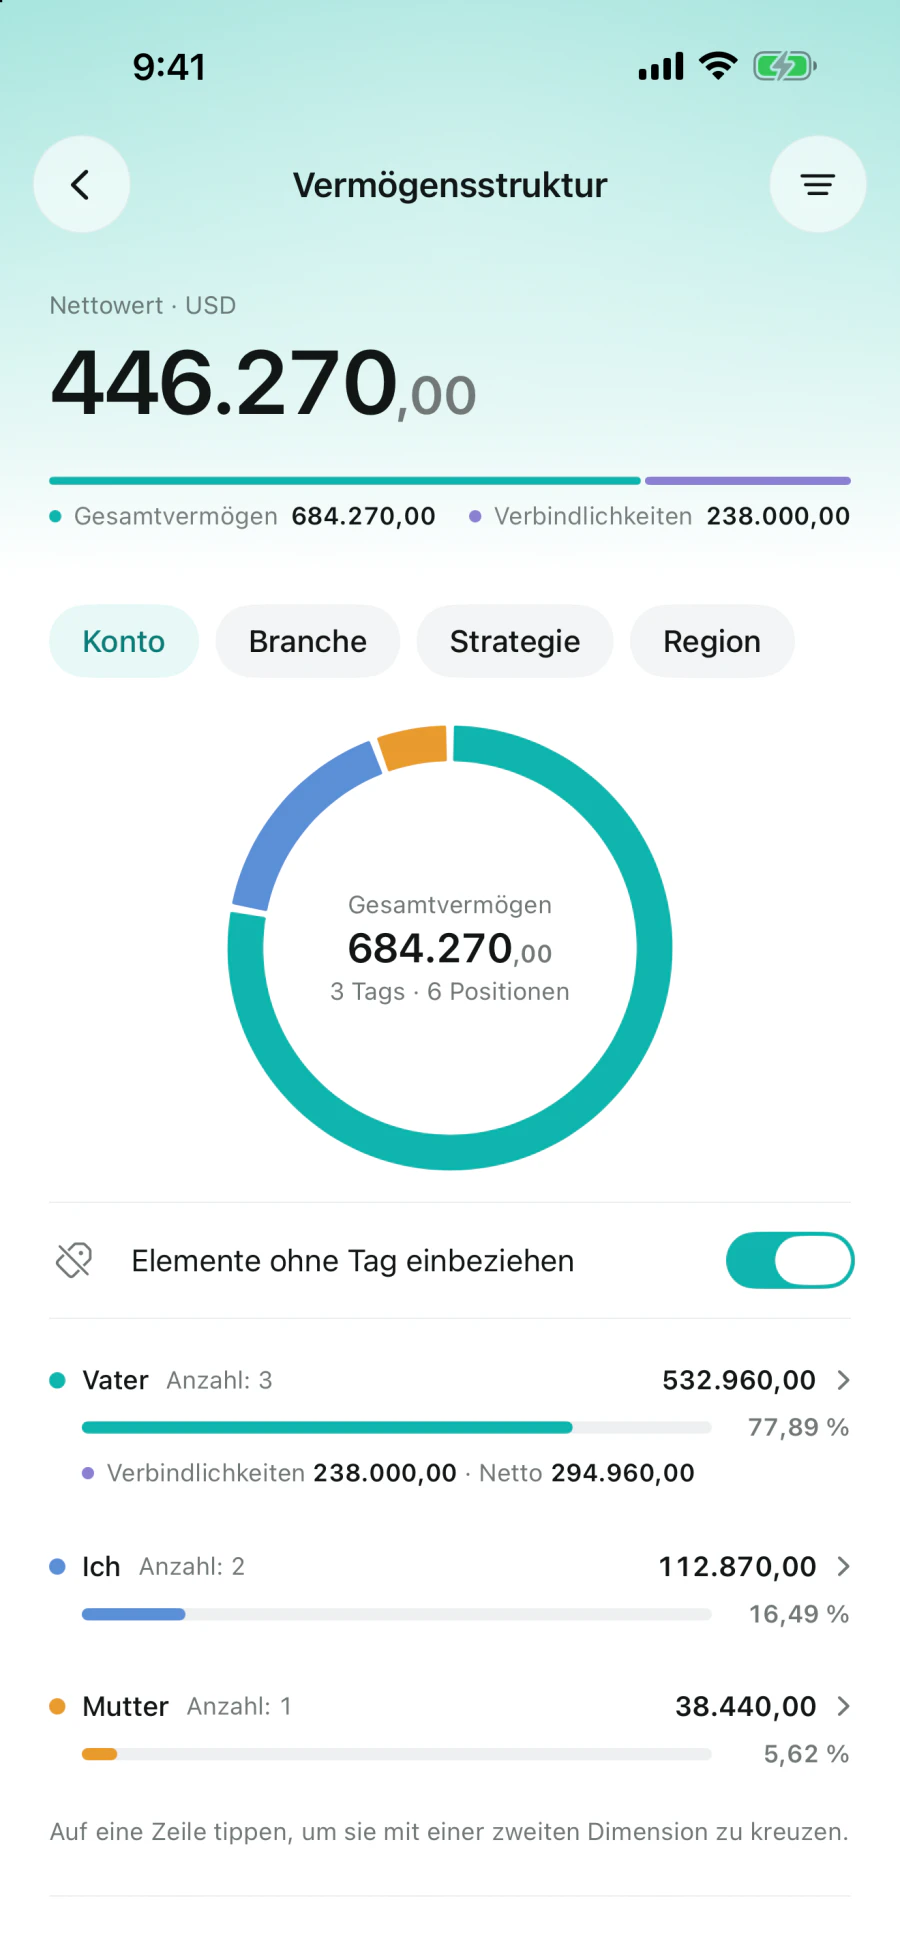 9:41
Vermögensstruktur
Nettowert · USD
446.270,00
Gesamtvermögen 684.270,00 Verbindlichkeiten 238.000,00
Konto Branche Strategie Region
Gesamtvermögen
684.270,00
3 Tags · 6 Positionen
Elemente ohne Tag einbeziehen
Vater Anzahl: 3 532.960,00
77,89 %
Verbindlichkeiten 238.000,00 · Netto 294.960,00
Ich Anzahl: 2 112.870,00
16,49 %
Mutter Anzahl: 1 38.440,00
5,62 %
Auf eine Zeile tippen, um sie mit einer zweiten Dimension zu kreuzen.